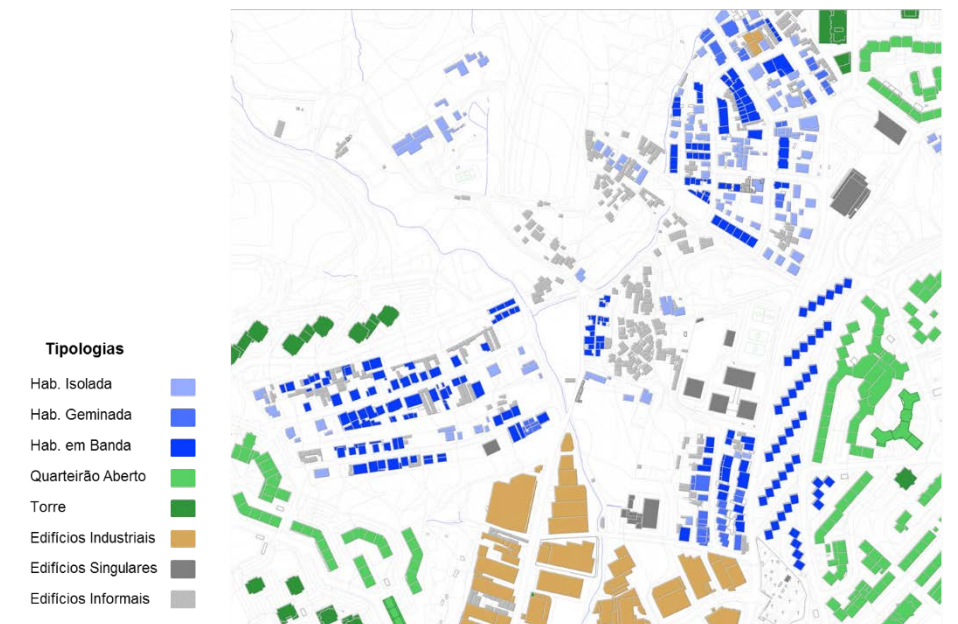 Tipologias
Hab. Isolada
Hab. Geminada
Hab. em Banda
Quarteirão Aberto
Torre
Edifícios Industriais
Edifícios Singulares
Edifícios Informais